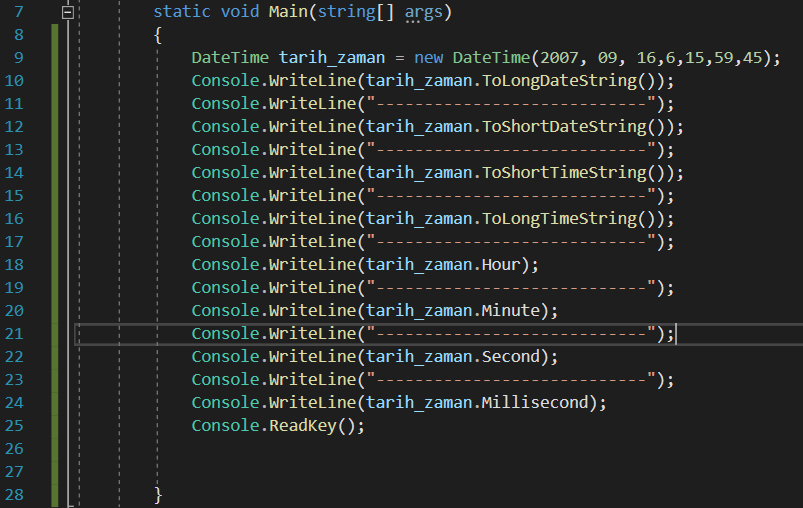 7 static void Main(string[] args)
8 {
9 DateTime tarih_zaman = new DateTime(2007, 09, 16,6,15,59,45);
10 Console.WriteLine(tarih_zaman.ToLongDateString());
11 Console.WriteLine("----------------------------");
12 Console.WriteLine(tarih_zaman.ToShortDateString());
13 Console.WriteLine("----------------------------");
14 Console.WriteLine(tarih_zaman.ToShortTimeString());
15 Console.WriteLine("----------------------------");
16 Console.WriteLine(tarih_zaman.ToLongTimeString());
17 Console.WriteLine("----------------------------");
18 Console.WriteLine(tarih_zaman.Hour);
19 Console.WriteLine("----------------------------");
20 Console.WriteLine(tarih_zaman.Minute);
21 Console.WriteLine("----------------------------");
22 Console.WriteLine(tarih_zaman.Second);
23 Console.WriteLine("----------------------------");
24 Console.WriteLine(tarih_zaman.Millisecond);
25 Console.ReadKey();
26
27
28 }